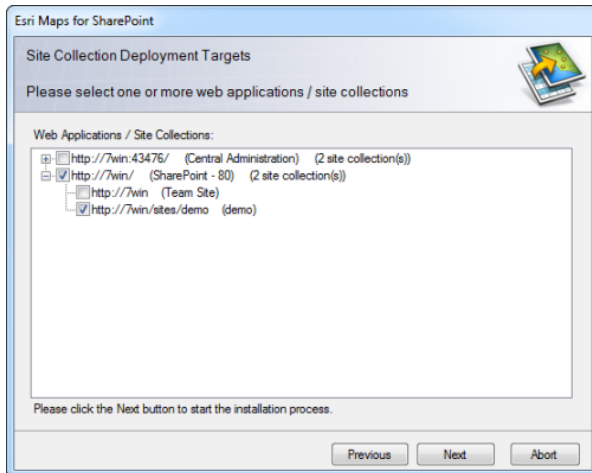 Esri Maps for SharePoint
Site Collection Deployment Targets
Please select one or more web applications / site collections
Web Applications / Site Collections:
http://7win:43476/ (Central Administration) (2 site collection(s))
http://7win/ (SharePoint - 80) (2 site collection(s))
http://7win (Team Site)
http://7win/sites/demo (demo)
Please click the Next button to start the installation process.
Previous Next Abort